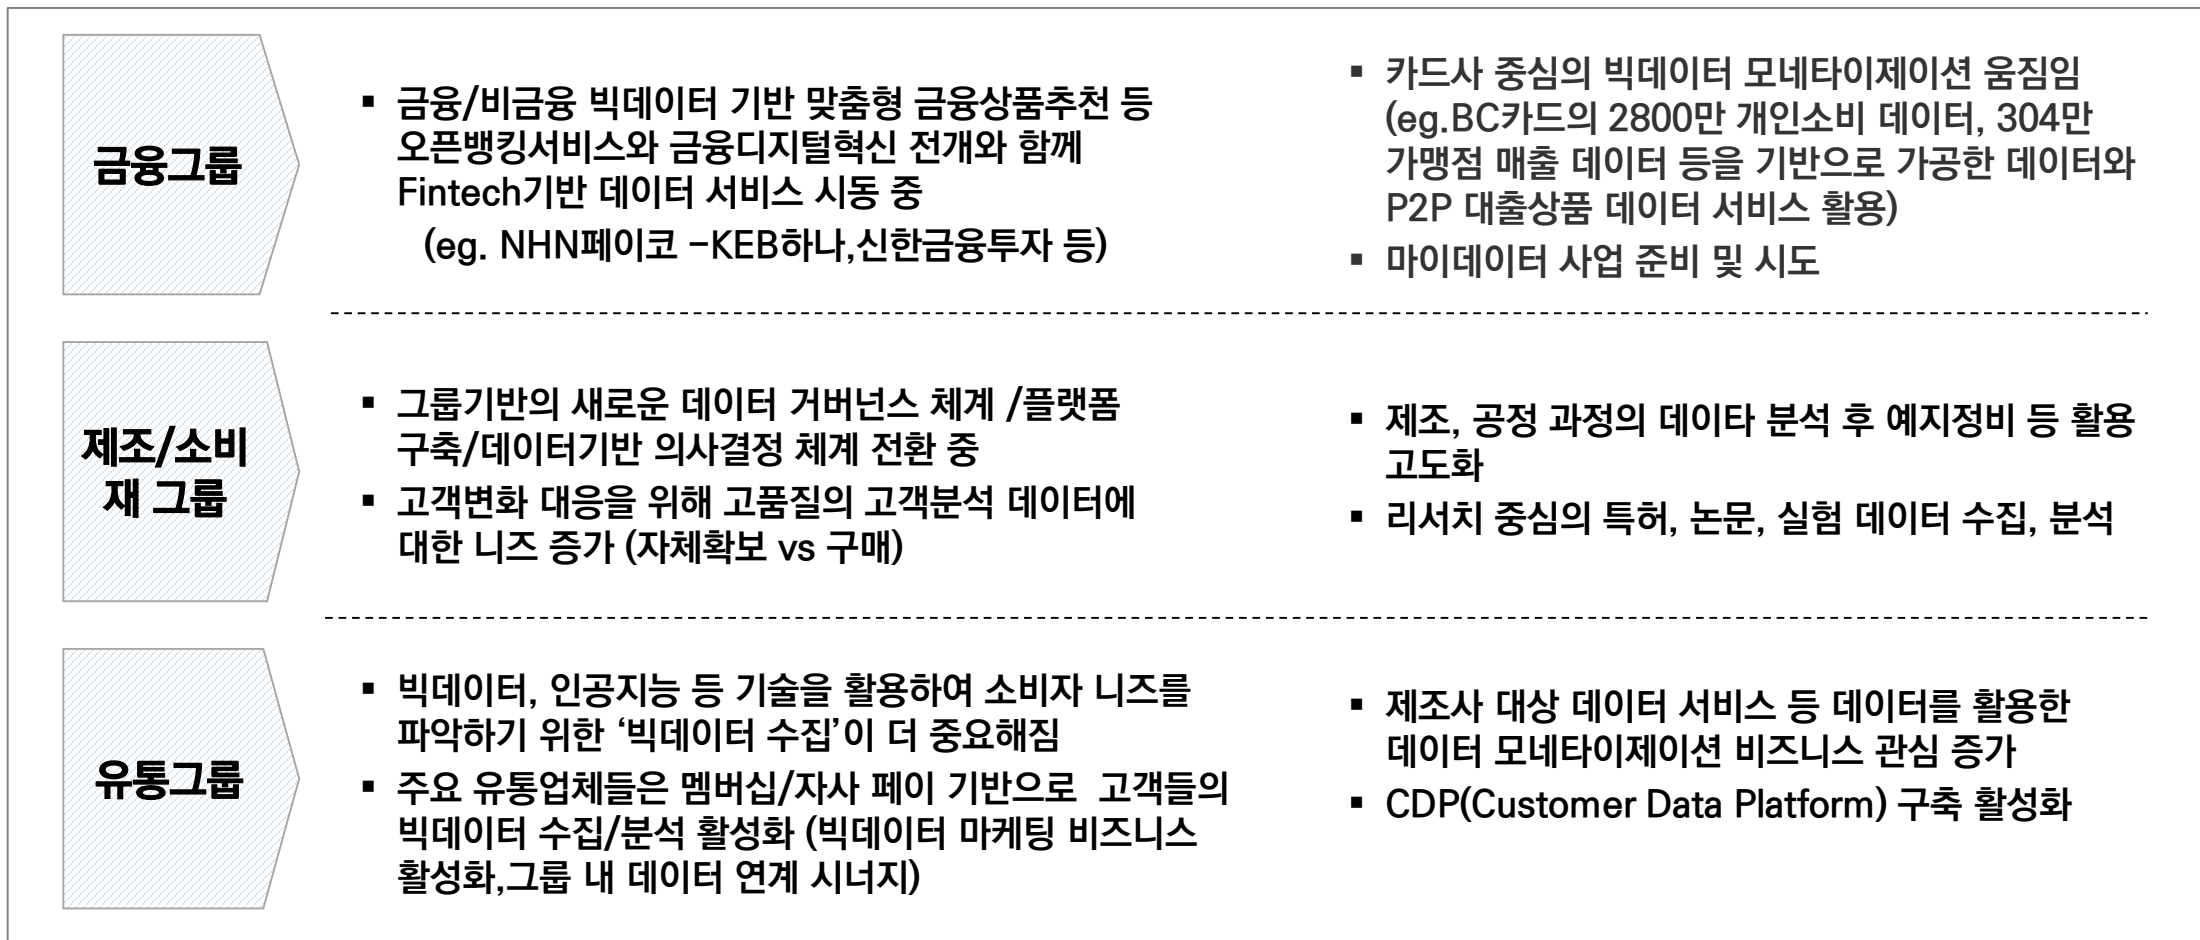 금융그룹
▪ 금융/비금융 빅데이터 기반 맞춤형 금융상품추천 등
오픈뱅킹서비스와 금융디지털혁신 전개와 함께
Fintech기반 데이터 서비스 시동 중
(eg. NHN페이코 -KEB하나,신한금융투자 등)
▪ 카드사 중심의 빅데이터 모네타이제이션 움짐임
(eg.BC카드의 2800만 개인소비 데이터, 304만
가맹점 매출 데이터 등을 기반으로 가공한 데이터와
P2P 대출상품 데이터 서비스 활용)
▪ 마이데이터 사업 준비 및 시도
제조/소비
재 그룹
▪ 그룹기반의 새로운 데이터 거버넌스 체계 /플랫폼
구축/데이터기반 의사결정 체계 전환 중
▪ 고객변화 대응을 위해 고품질의 고객분석 데이터에
대한 니즈 증가 (자체확보 vs 구매)
▪ 제조, 공정 과정의 데이타 분석 후 예지정비 등 활용
고도화
▪ 리서치 중심의 특허, 논문, 실험 데이터 수집, 분석
유통그룹
▪ 빅데이터, 인공지능 등 기술을 활용하여 소비자 니즈를
파악하기 위한 ‘빅데이터 수집’이 더 중요해짐
▪ 주요 유통업체들은 멤버십/자사 페이 기반으로 고객들의
빅데이터 수집/분석 활성화 (빅데이터 마케팅 비즈니스
활성화,그룹 내 데이터 연계 시너지)
▪ 제조사 대상 데이터 서비스 등 데이터를 활용한
데이터 모네타이제이션 비즈니스 관심 증가
▪ CDP(Customer Data Platform) 구축 활성화